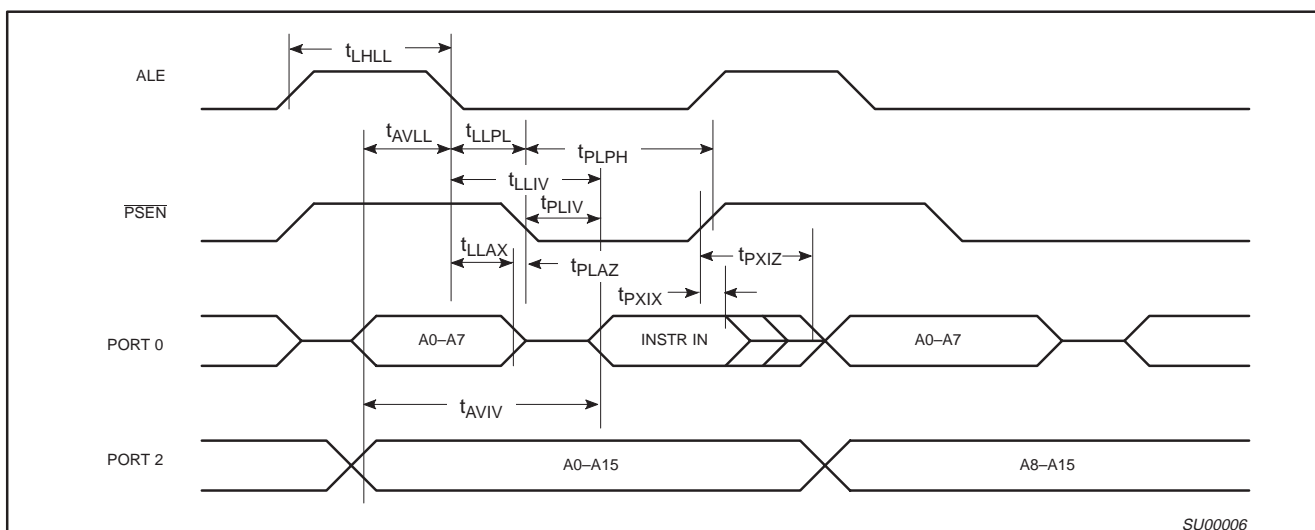 tLHLL
ALE
tAVLL tLLPL
tPLPH
tLLIV
PSEN tPLIV
tLLAX tPLAZ tPXIZ
tPXIX
PORT 0 A0–A7 INSTR IN A0–A7
tAVIV
PORT 2 A0–A15 A8–A15
SU00006